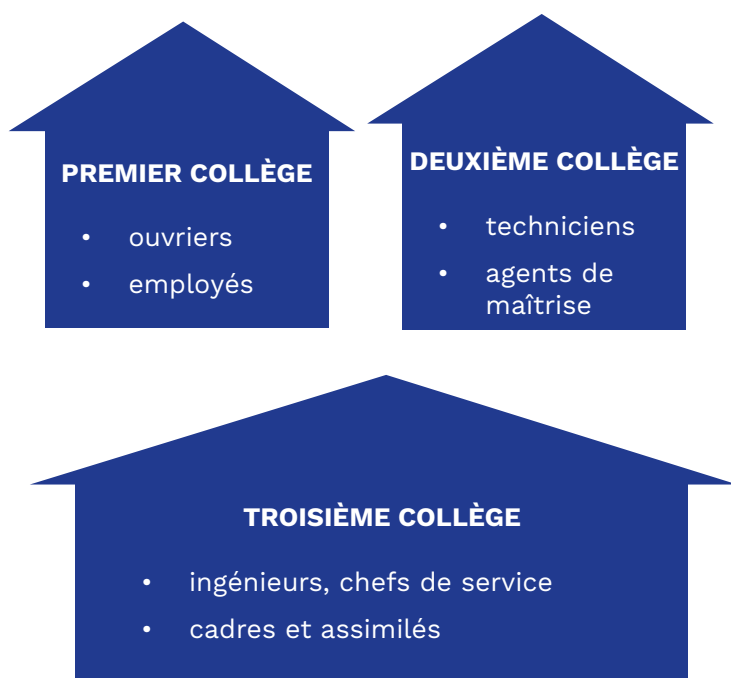 PREMIER COLLÈGE
• ouvriers
• employés
DEUXIÈME COLLÈGE
• techniciens
• agents de
maîtrise
TROISIÈME COLLÈGE
• ingénieurs, chefs de service
• cadres et assimilés